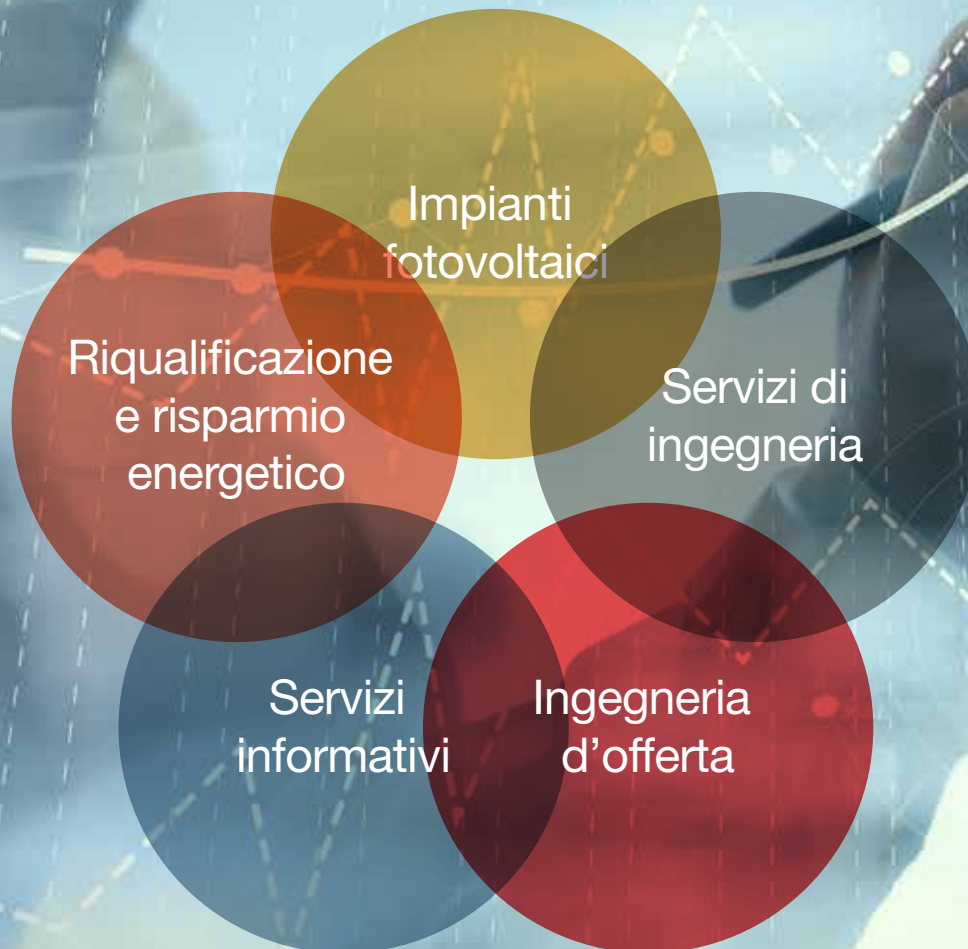 Impianti
fotovoltaici
Riqualificazione
e risparmio
energetico
Servizi di
ingegneria
Servizi
informativi
Ingegneria
d’offerta